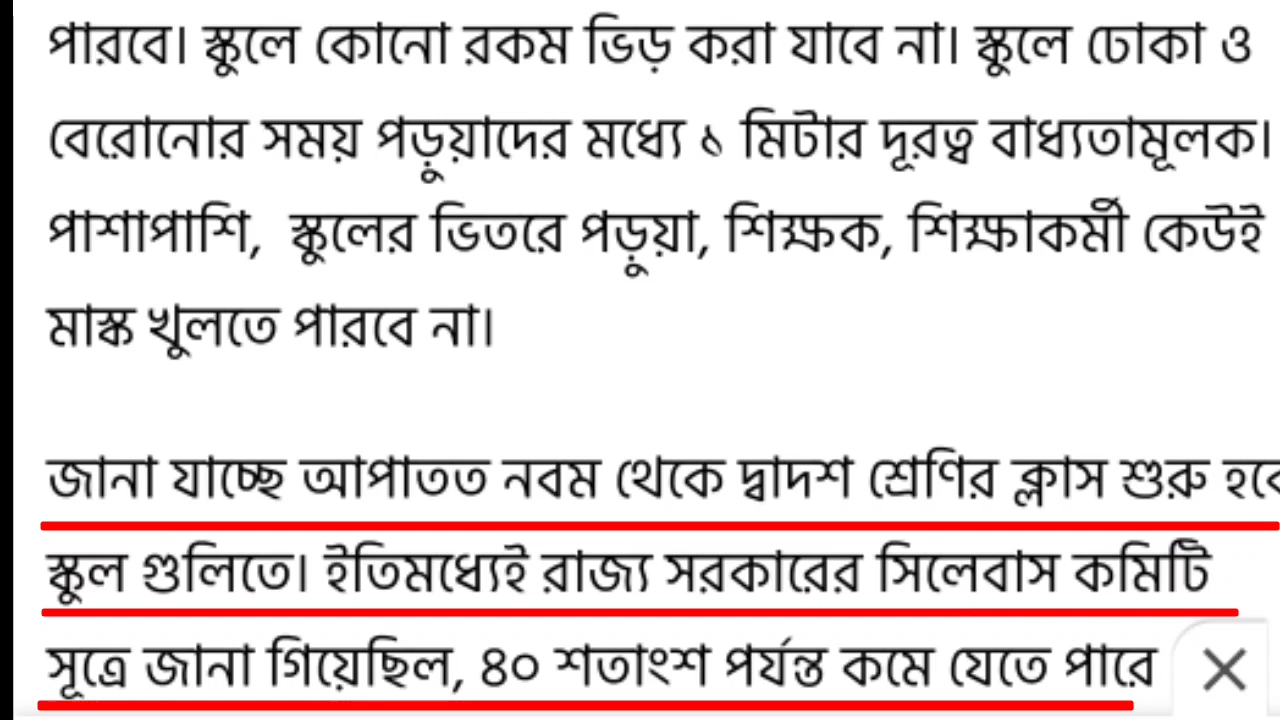 পারবে। স্কুলে কোনো রকম ভিড় করা যাবে না। স্কুলে ঢোকা ও
বেরোনোর সময় পড়ুয়াদের মধ্যে ১ মিটার দূরত্ব বাধ্যতামূলক।
পাশাপাশি, স্কুলের ভিতরে পড়ুয়া, শিক্ষক, শিক্ষাকর্মী কেউই
মাস্ক খুলতে পারবে না।
জানা যাচ্ছে আপাতত নবম থেকে দ্বাদশ শ্রেণির ক্লাস শুরু হবে
স্কুল গুলিতে। ইতিমধ্যেই রাজ্য সরকারের সিলেবাস কমিটি
সূত্রে জানা গিয়েছিল, ৪০ শতাংশ পর্যন্ত কমে যেতে পারে